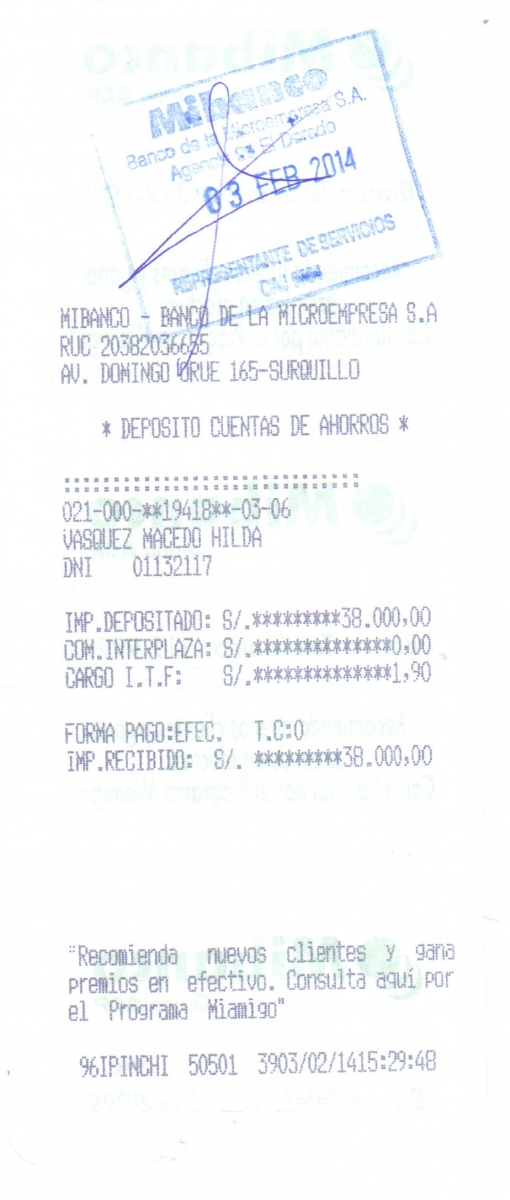 Mibanco
Banco de la Microempresa S.A.
Agencia El Dorado
03 FEB 2014
REPRESENTANTE DE SERVICIOS
CAJ
MIBANCO - BANCO DE LA MICROEMPRESA S.A
RUC 20382036655
AV. DOMINGO ORUE 165-SURQUILLO
* DEPOSITO CUENTAS DE AHORROS *
::::::::::::::::::::::::::::::::::
021-000-**19418**-03-06
VASQUEZ MACEDO HILDA
DNI 01132117
IMP.DEPOSITADO: S/.*********38.000,00
COM.INTERPLAZA: S/.**************0,00
CARGO I.T.F: S/.**************1,90
FORMA PAGO:EFEC. T.C:0
IMP.RECIBIDO: S/. *********38.000,00
"Recomienda nuevos clientes y gana
premios en efectivo. Consulta aquí por
el Programa Miamigo"
96IPINCHI 50501 3903/02/1415:29:48